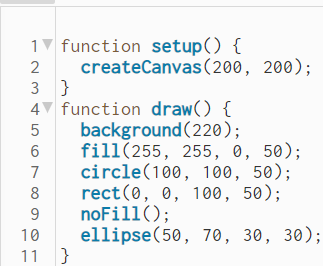 1 function setup() {
2 createCanvas(200, 200);
3 }
4 function draw() {
5 background(220);
6 fill(255, 255, 0, 50);
7 circle(100, 100, 50);
8 rect(0, 0, 100, 50);
9 noFill();
10 ellipse(50, 70, 30, 30);
11 }